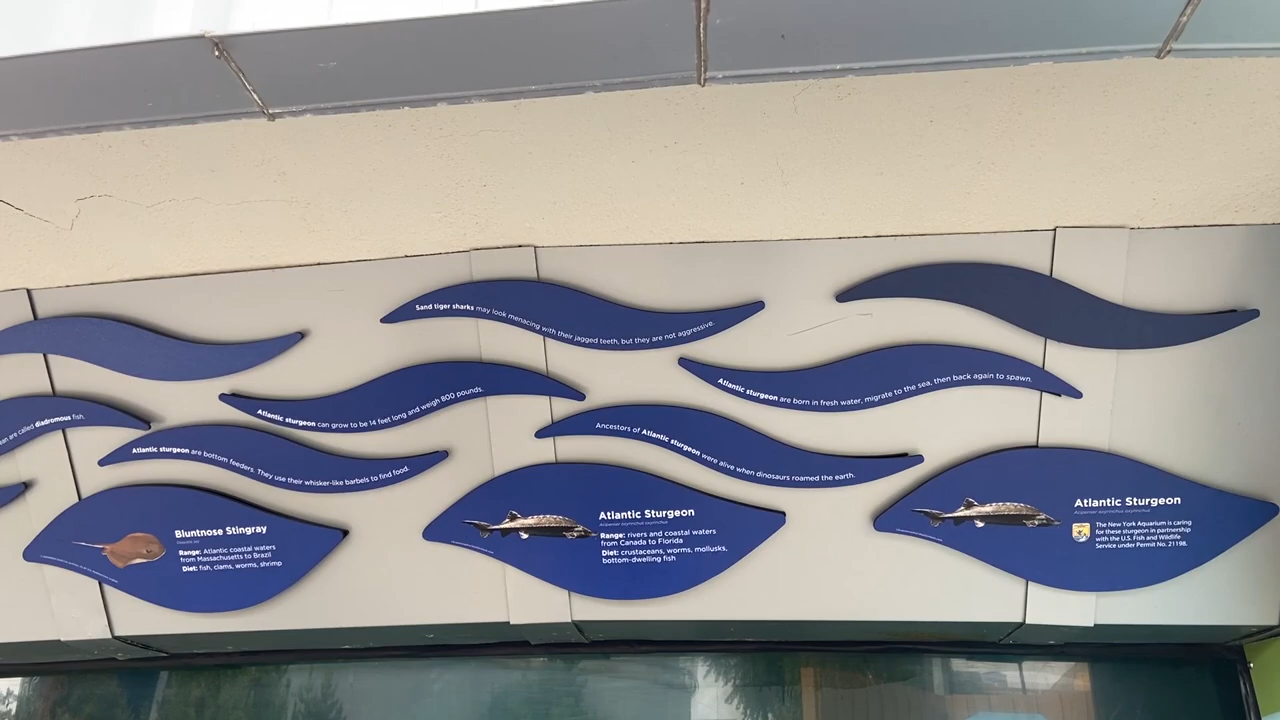 Sand tiger sharks may look menacing with their jagged teeth, but they are not aggressive.
Atlantic sturgeon are born in fresh water, migrate to the sea, then back again to spawn.
Atlantic sturgeon can grow to be 14 feet long and weigh 800 pounds.
are called diadromous fish.
Ancestors of Atlantic sturgeon were alive when dinosaurs roamed the earth.
Atlantic sturgeon are bottom feeders. They use their whisker-like barbels to find food.
Bluntnose Stingray
Range: Atlantic coastal waters
from Massachusetts to Brazil
Diet: fish, clams, worms, shrimp
Atlantic Sturgeon
Acipenser oxyrinchus oxyrinchus
Range: rivers and coastal waters
from Canada to Florida
Diet: crustaceans, worms, mollusks,
bottom-dwelling fish
Atlantic Sturgeon
Acipenser oxyrinchus oxyrinchus
The New York Aquarium is caring
for these sturgeon in partnership
with the U.S. Fish and Wildlife
Service under Permit No. 21198.